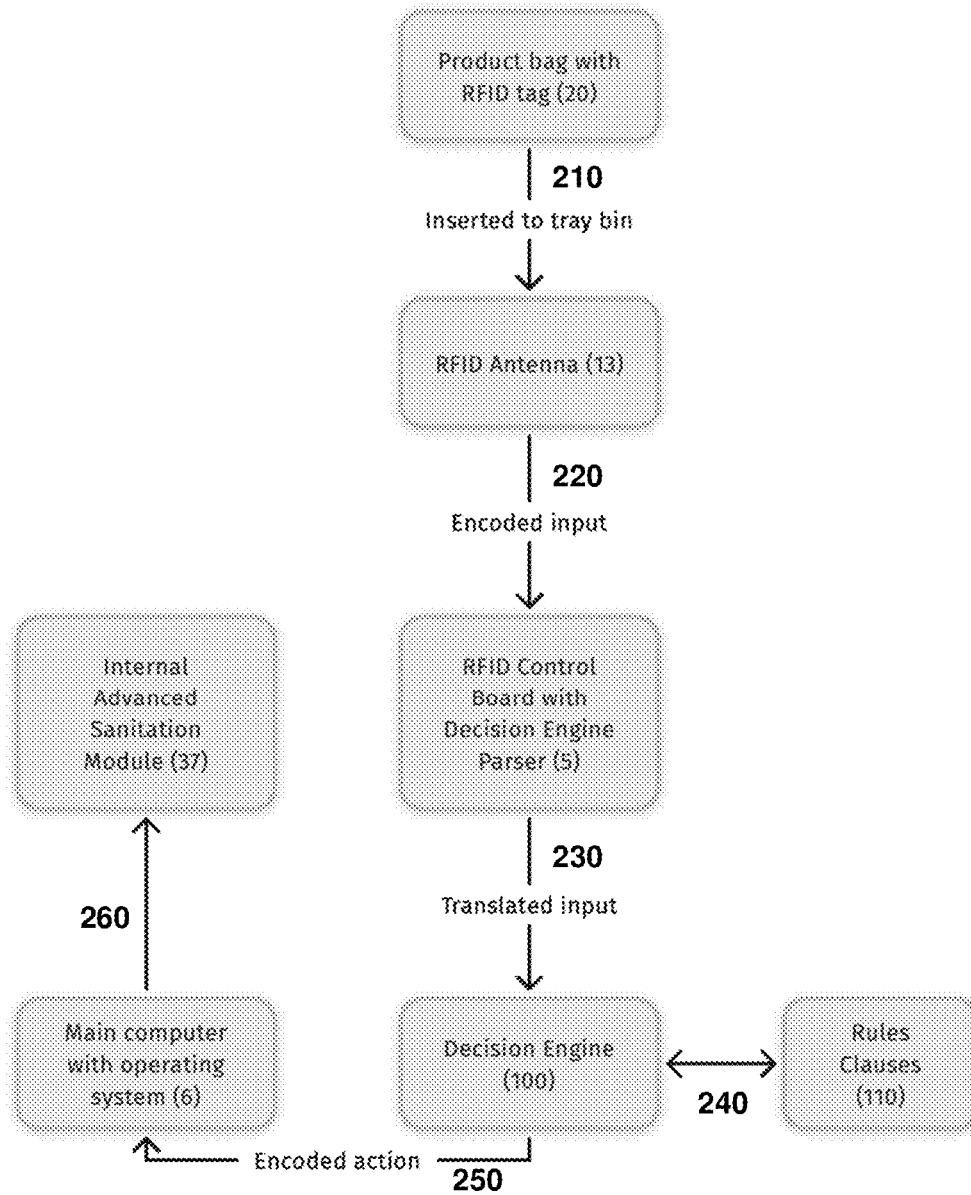 Product bag with
RFID tag (20)
210
Inserted to tray bin
RFID Antenna (13)
220
Encoded input
Internal
Advanced
Sanitation
Module (37)
RFID Control
Board with
Decision Engine
Parser (5)
230
Translated input
260
Main computer
with operating
system (6)
Decision Engine
(100)
240
Rules
Clauses
(110)
Encoded action
250